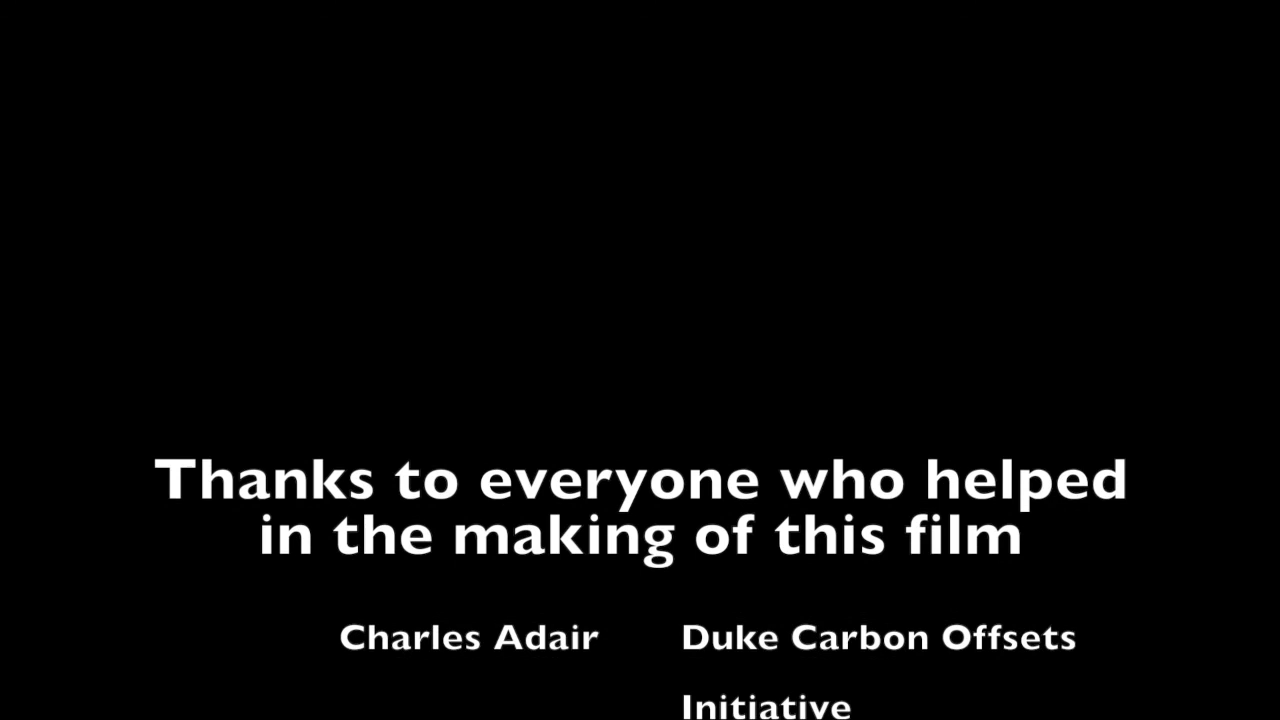 Thanks to everyone who helped
in the making of this film
Charles Adair Duke Carbon Offsets
Initiative